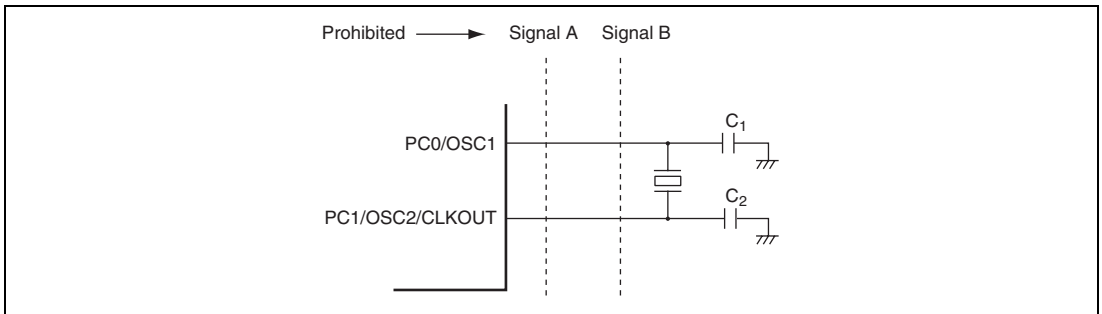 Prohibited Signal A Signal B
C1
PC0/OSC1
C2
PC1/OSC2/CLKOUT